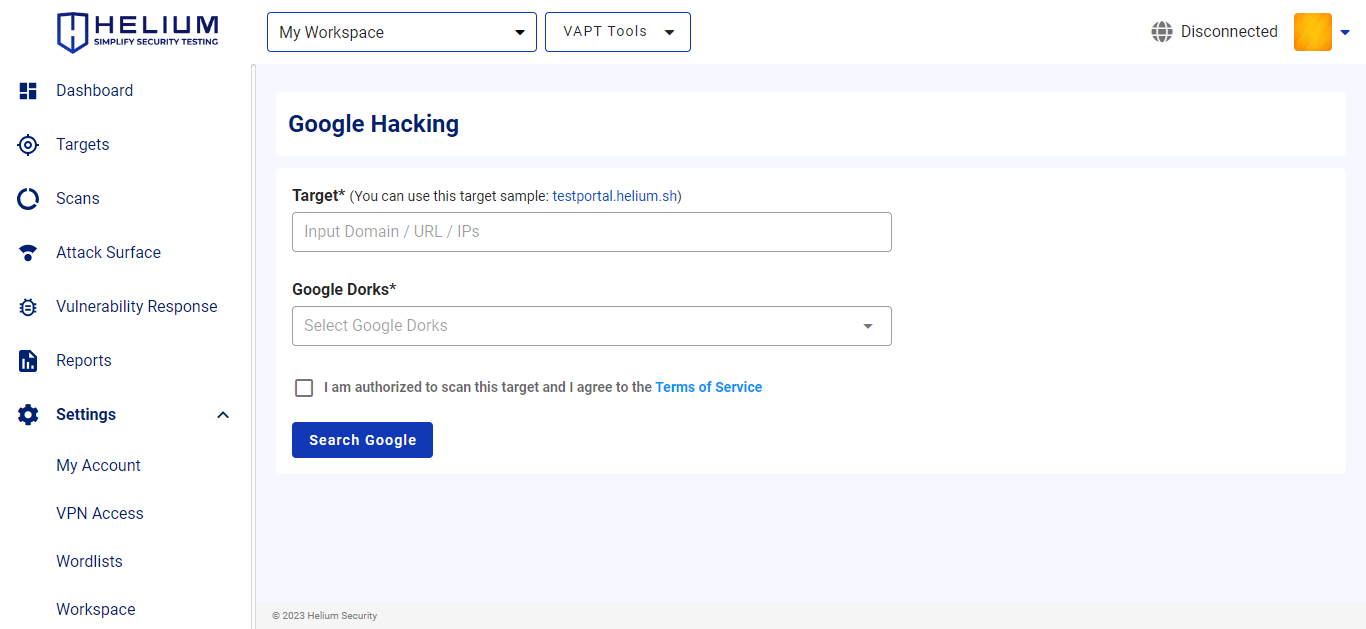 HELIUM
SIMPLIFY SECURITY TESTING
My Workspace
VAPT Tools
Disconnected
Dashboard
Targets
Scans
Attack Surface
Vulnerability Response
Reports
Settings
My Account
VPN Access
Wordlists
Workspace
Google Hacking
Target* (You can use this target sample: testportal.helium.sh)
Input Domain / URL / IPs
Google Dorks*
Select Google Dorks
I am authorized to scan this target and I agree to the Terms of Service
Search Google
© 2023 Helium Security